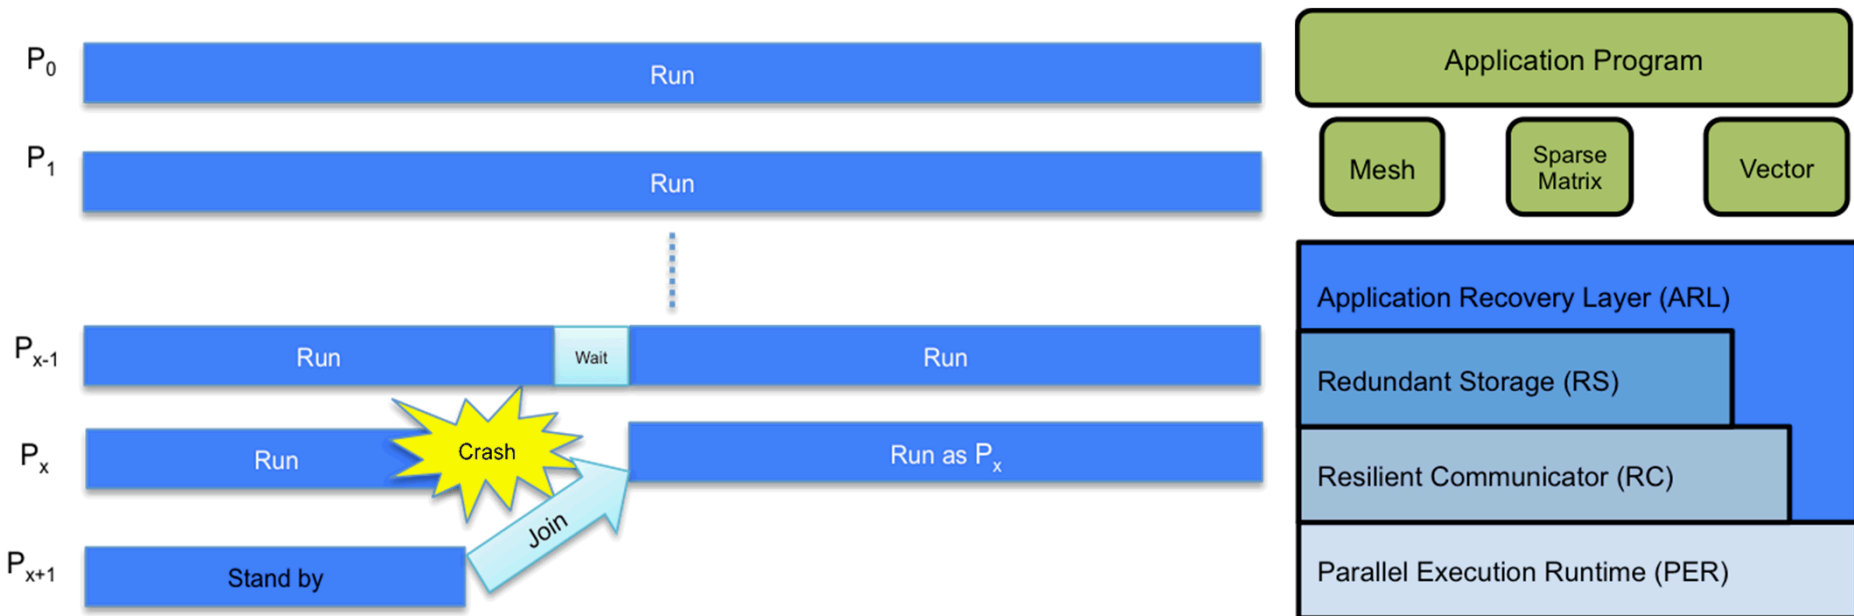 P0
Run
P1
Run
Px-1
Run
Wait
Run
Px
Run
Crash
Run as Px
Join
Px+1
Stand by
Application Program
Mesh
Sparse
Matrix
Vector
Application Recovery Layer (ARL)
Redundant Storage (RS)
Resilient Communicator (RC)
Parallel Execution Runtime (PER)